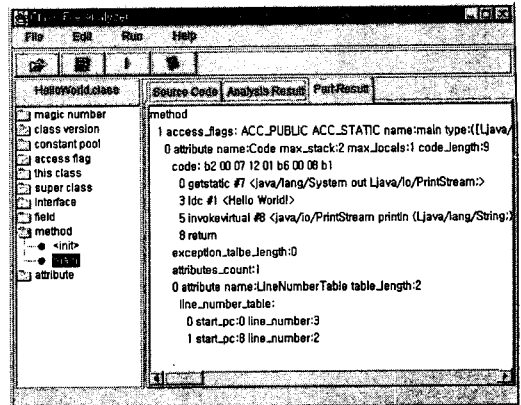 File Edit Run Help
HelloWorld.class
Source Code Analysis Result Part Result
magic number
class version
constant pool
access flag
this class
super class
interface
field
method
<init>
main
attribute
method
1 access_flags: ACC_PUBLIC ACC_STATIC name:main type:([Ljava/
0 attribute name:Code max_stack:2 max_locals:1 code_length:9
code: b2 00 07 12 01 b6 00 08 b1
0 getstatic #7 <java/lang/System out Ljava/io/PrintStream;>
3 ldc #1 <Hello World!>
5 invokevirtual #8 <java/io/PrintStream println (Ljava/lang/String;)
8 return
exception_talbe_length:0
attributes_count:1
0 attribute name:LineNumberTable table_length:2
line_number_table:
0 start_pc:0 line_number:3
1 start_pc:8 line_number:2